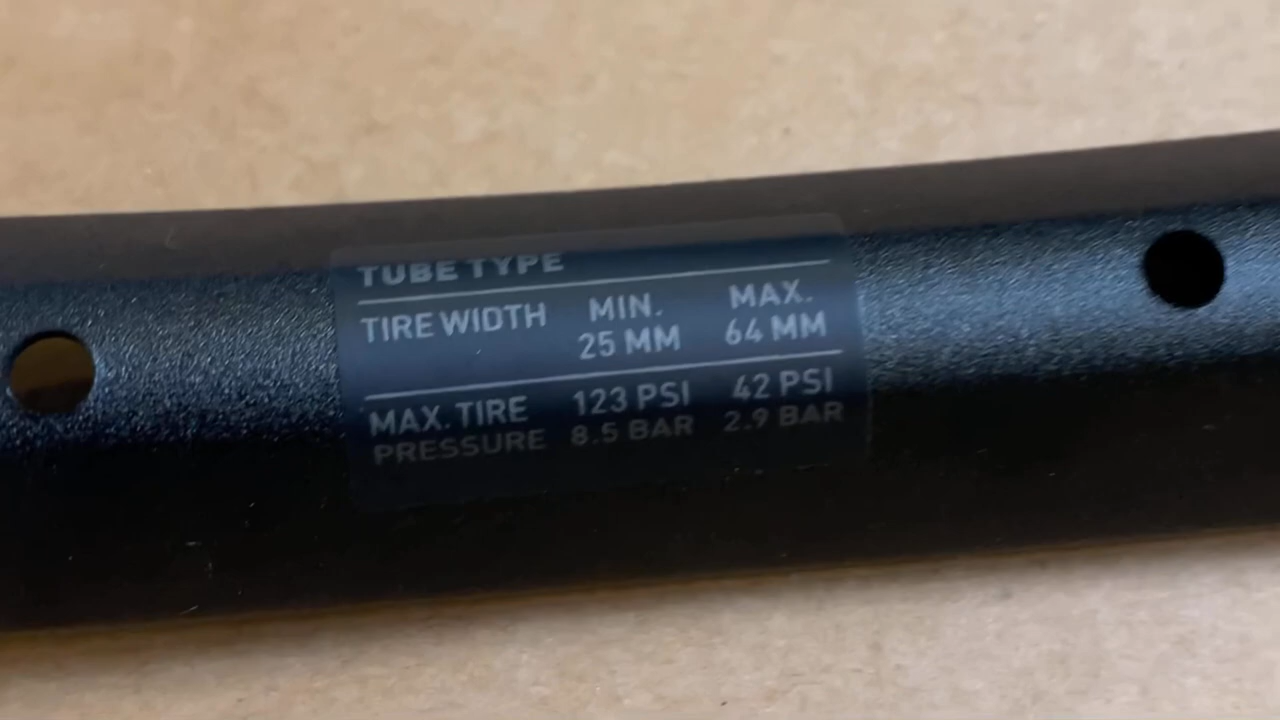 TUBE TYPE
TIRE WIDTH MIN. MAX.
25 MM 64 MM
MAX. TIRE 123 PSI 42 PSI
PRESSURE 8.5 BAR 2.9 BAR